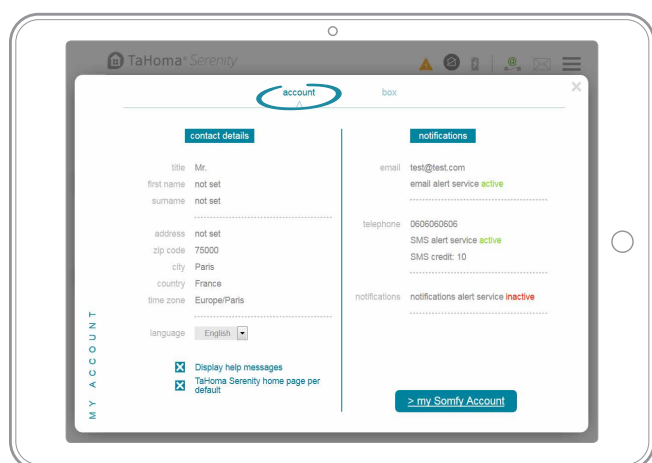 TaHoma® Serenity
account
box
contact details
title Mr.
first name not set
surname not set
address not set
zip code 75000
city Paris
country France
time zone Europe/Paris
language English
Display help messages
TaHoma Serenity home page per
default
notifications
email test@test.com
email alert service active
telephone 0606060606
SMS alert service active
SMS credit: 10
notifications notifications alert service inactive
> my Somfy Account
MY ACCOUNT